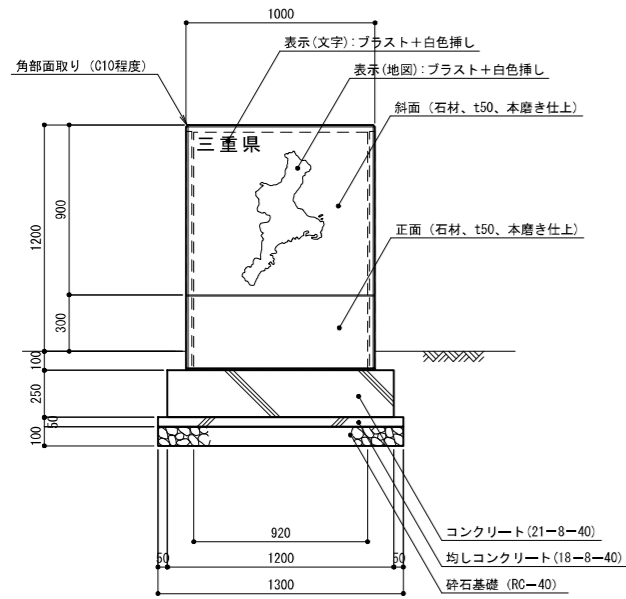 1000
表示(文字):ブラスト+白色挿し
角部面取り (C10程度)
表示(地図):ブラスト+白色挿し
三重県
斜面 (石材、t50、本磨き仕上)
900
1200
正面 (石材、t50、本磨き仕上)
300
100
250
50
100
920
コンクリート(21-8-40)
50
1200
50
均しコンクリート(18-8-40)
1300
砕石基礎 (RC-40)